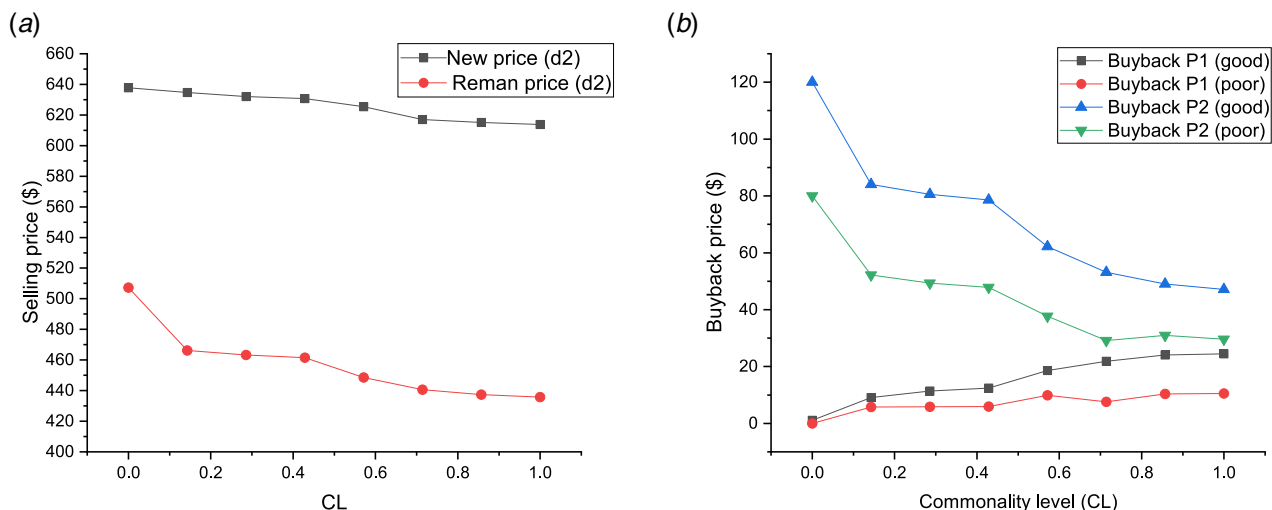 (a)
660
640
620
600
580
560
540
520
500
480
460
440
420
400
Selling price ($)
New price (d2)
Reman price (d2)
0.0 0.2 0.4 0.6 0.8 1.0
CL
(b)
120
100
80
60
40
20
0
Buyback price ($)
Buyback P1 (good)
Buyback P1 (poor)
Buyback P2 (good)
Buyback P2 (poor)
0.0 0.2 0.4 0.6 0.8 1.0
Commonality level (CL)